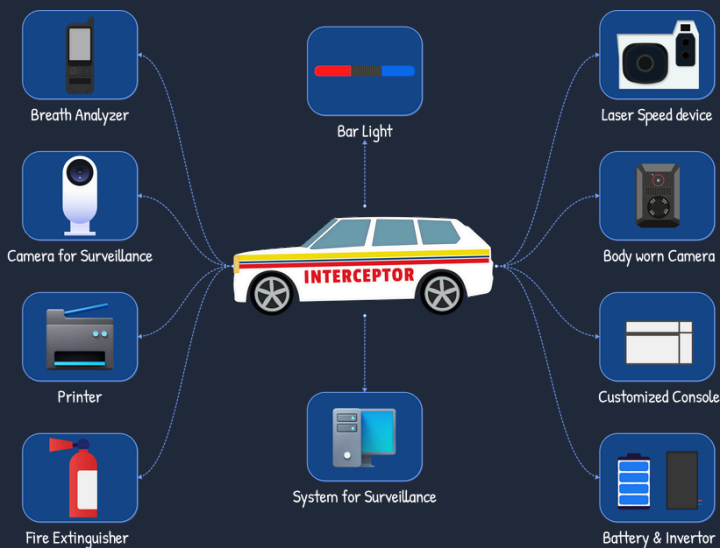 Breath Analyzer
Bar Light
Laser Speed device
Camera for Surveillance
Body worn Camera
INTERCEPTOR
Printer
Customized Console
System for Surveillance
Fire Extinguisher
Battery & Invertor